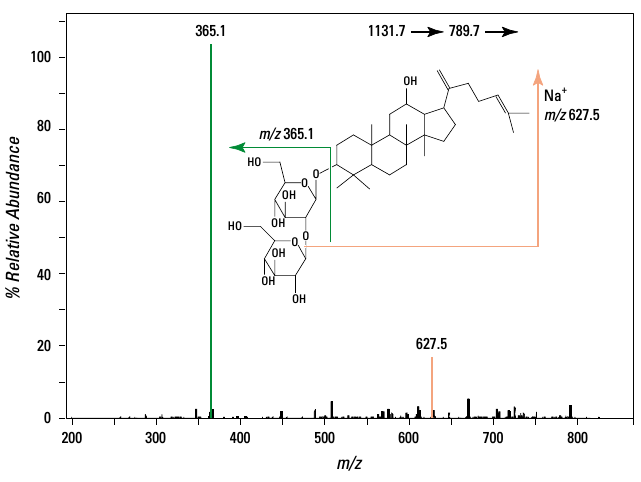 365.1
1131.7 → 789.7 →
100
80
60
40
20
0
% Relative Abundance
OH
Na+
m/z 627.5
m/z 365.1
HO
O
O
OH
OH
O
HO
O
OH
OH
OH
627.5
200 300 400 500 600 700 800
m/z